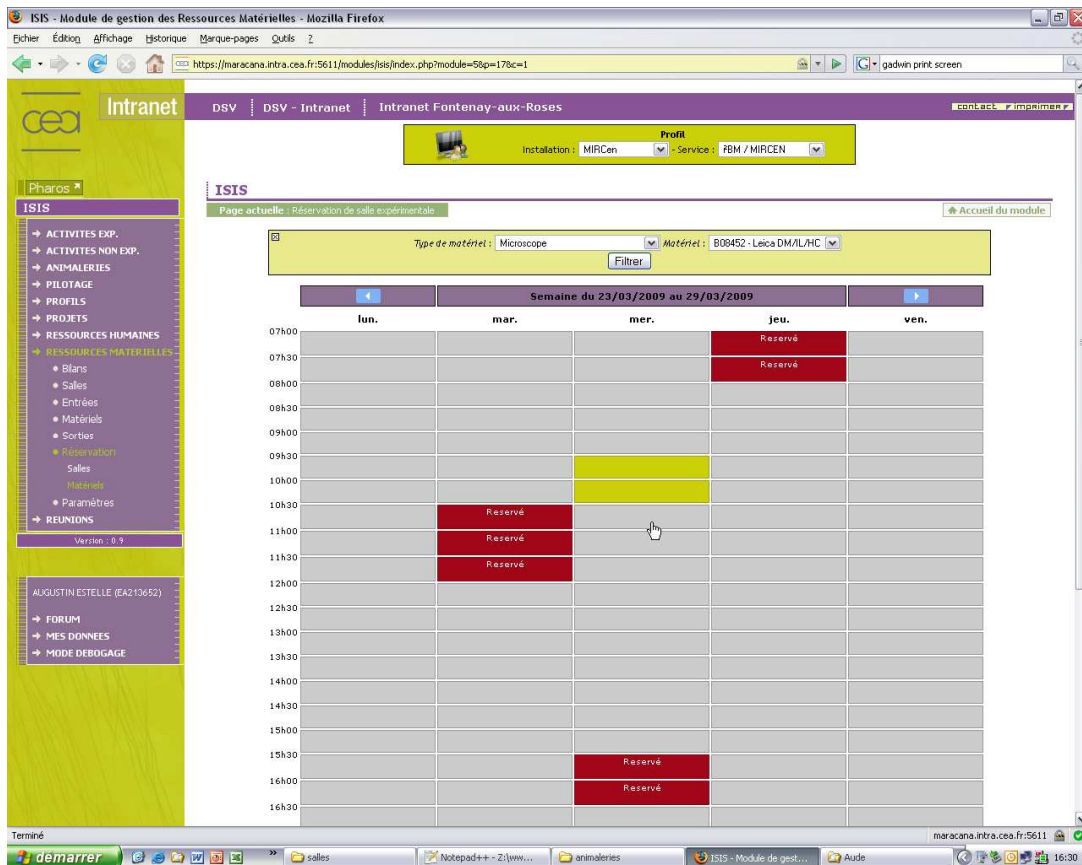 ISIS - Module de gestion des Ressources Matérielles - Mozilla Firefox
Fichier Édition Affichage Historique Marque-pages Outils ?
https://maracana.intra.cea.fr:5611/modules/isis/index.php?module=58&p=17&c=1
gadwin print screen
cea Intranet
DSV DSV - Intranet Intranet Fontenay-aux-Roses
contact imprimer
Profil
Installation : MIRCen - Service : I²BM / MIRCEN
Pharos
ISIS
ISIS
Page actuelle : Réservation de salle expérimentale
Accueil du module
ACTIVITES EXP.
ACTIVITES NON EXP.
ANIMALERIES
PILOTAGE
PROFILS
PROJETS
RESSOURCES HUMAINES
RESSOURCES MATERIELLES
Bilans
Salles
Entrées
Matériels
Sorties
Réservation
Salles
Matériels
Paramètres
REUNIONS
Version : 0.9
AUGUSTIN ESTELLE (EA213652)
FORUM
MES DONNEES
MODE DEBOGAGE
Type de matériel : Microscope Matériel : B08452 - Leica DM/IL/HC
Filtrer
Semaine du 23/03/2009 au 29/03/2009
lun. mar. mer. jeu. ven.
07h00
Reservé
07h30
Reservé
08h00
08h30
09h00
09h30
10h00
10h30
Reservé
11h00
Reservé
11h30
Reservé
12h00
12h30
13h00
13h30
14h00
14h30
15h00
15h30
Reservé
16h00
Reservé
16h30
Terminé
maracana.intra.cea.fr:5611
démarrer
salles
Notepad++ - Z:\ww...
animaleries
ISIS - Module de gest...
Aude
16:30